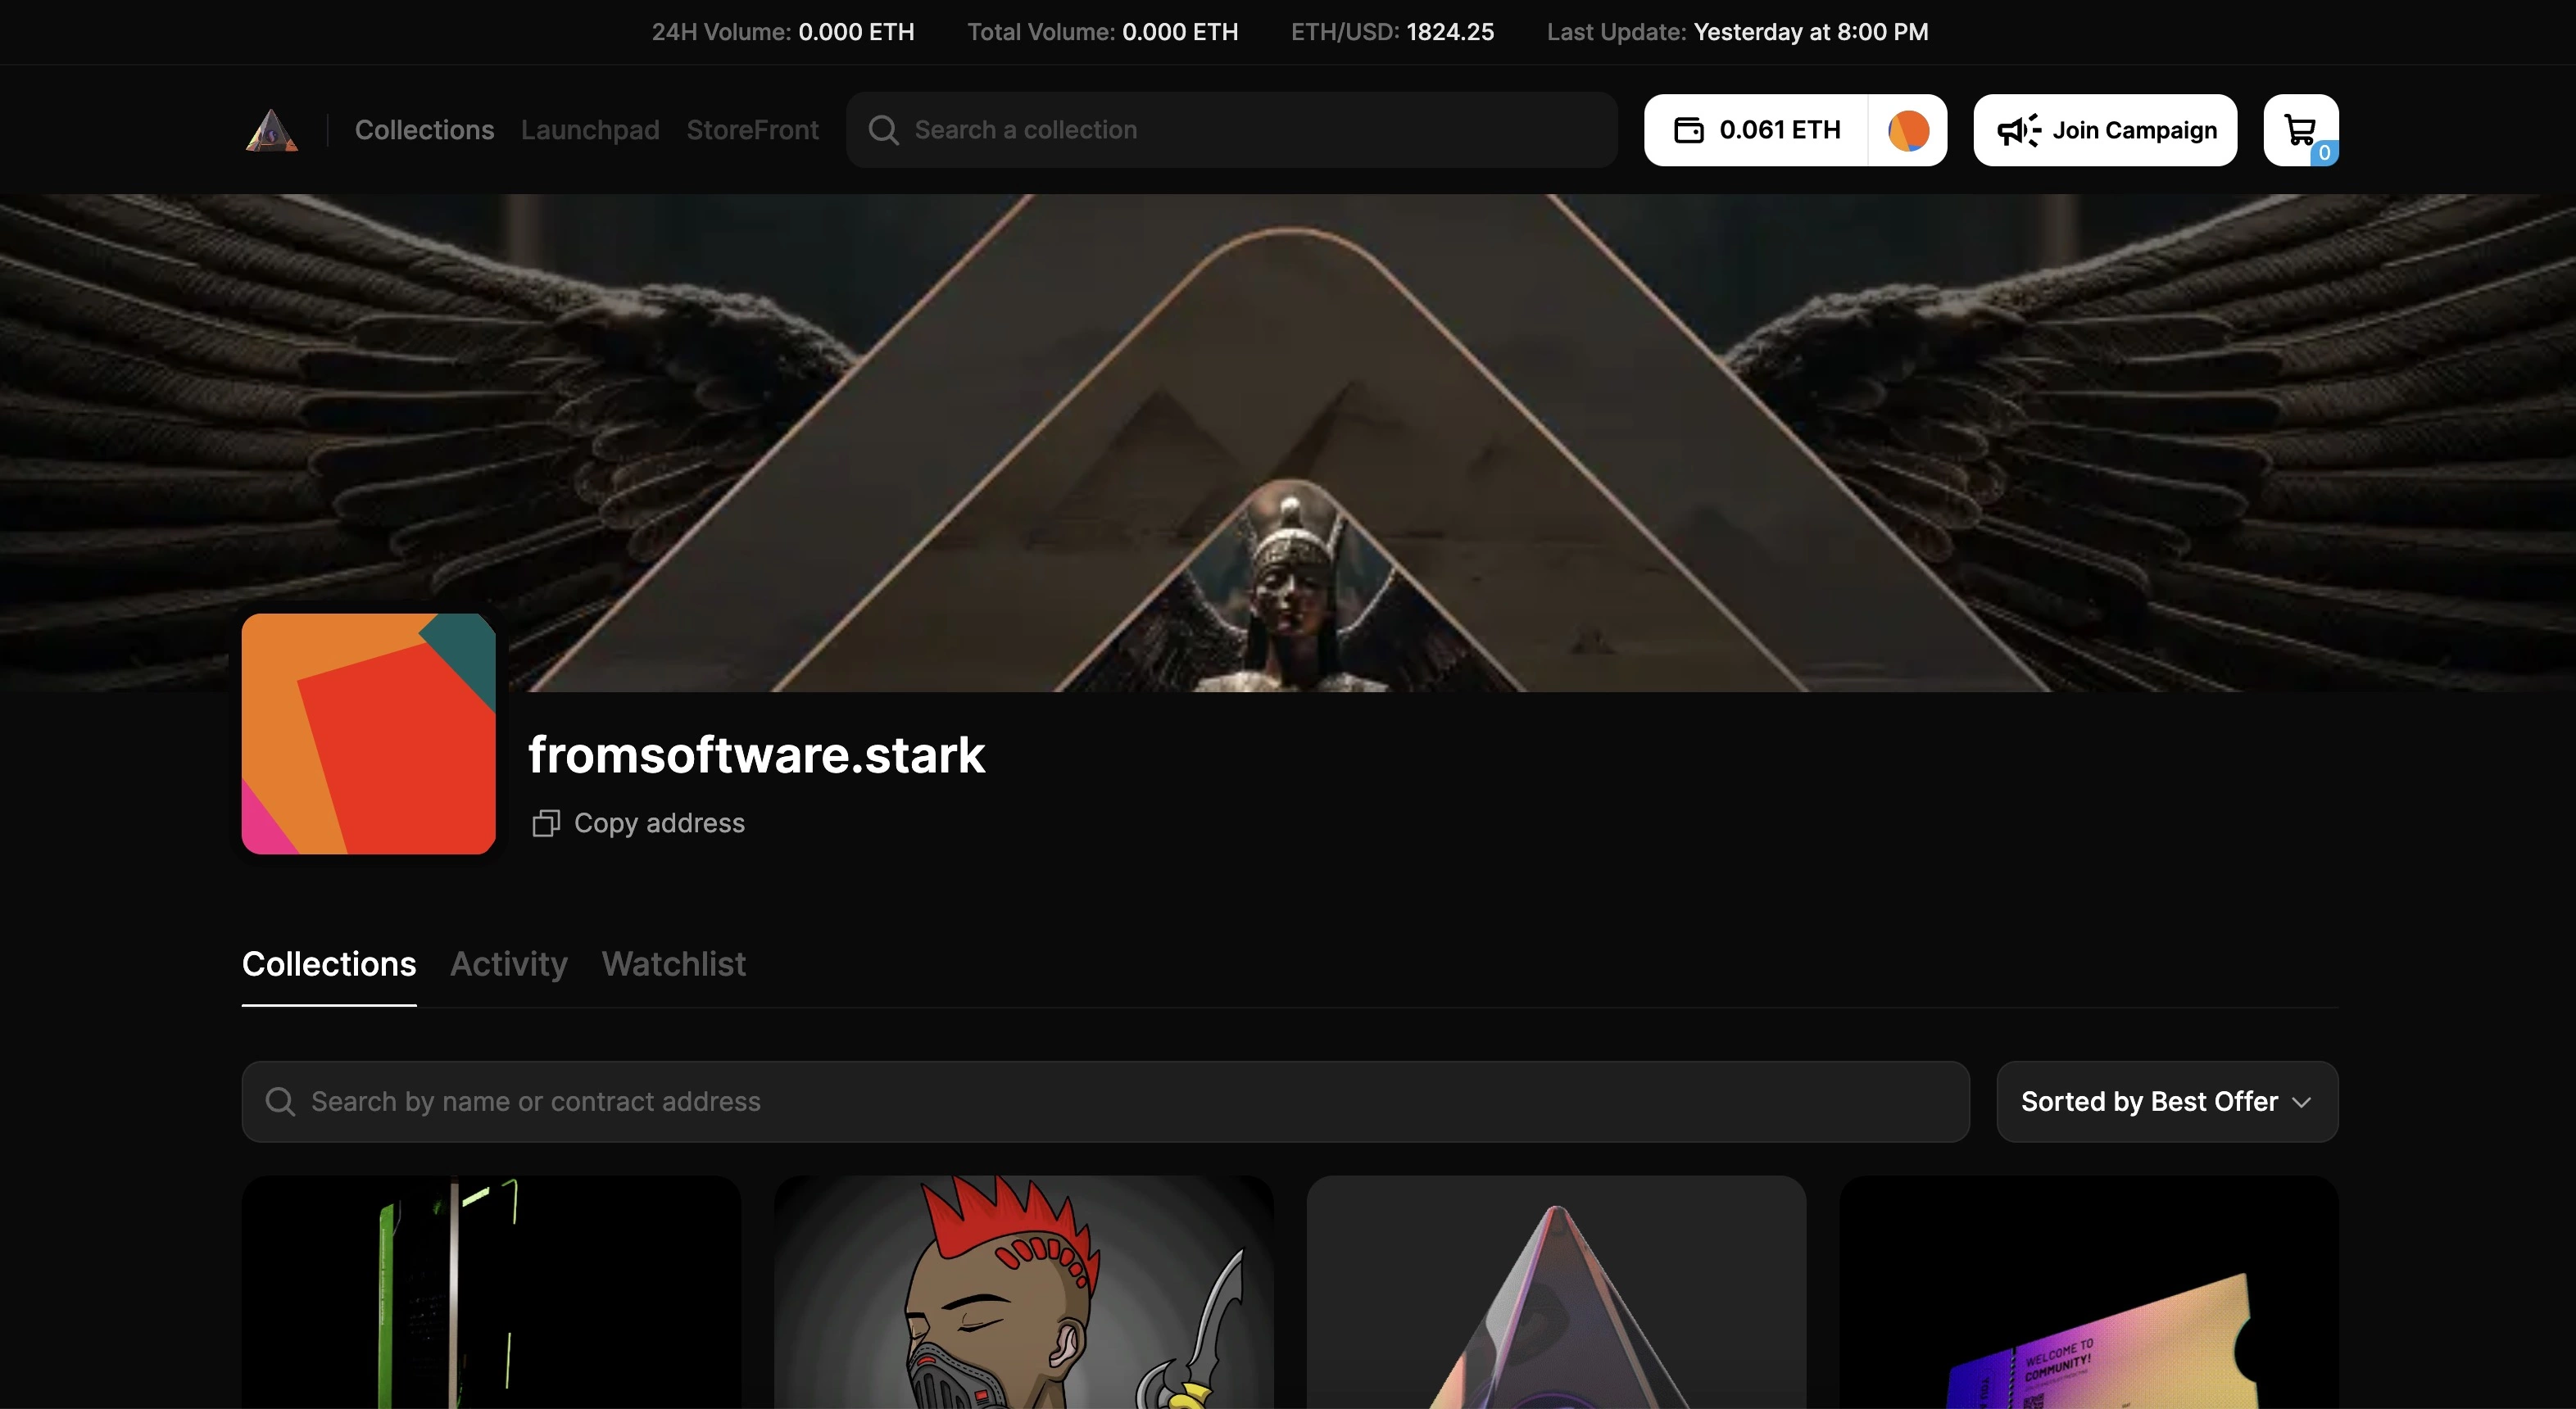 24H Volume: 0.000 ETH Total Volume: 0.000 ETH ETH/USD: 1824.25 Last Update: Yesterday at 8:00 PM
Collections Launchpad StoreFront Search a collection 0.061 ETH Join Campaign 0
fromsoftware.stark
Copy address
Collections Activity Watchlist
Search by name or contract address Sorted by Best Offer
WELCOME TO
COMMUNITY!